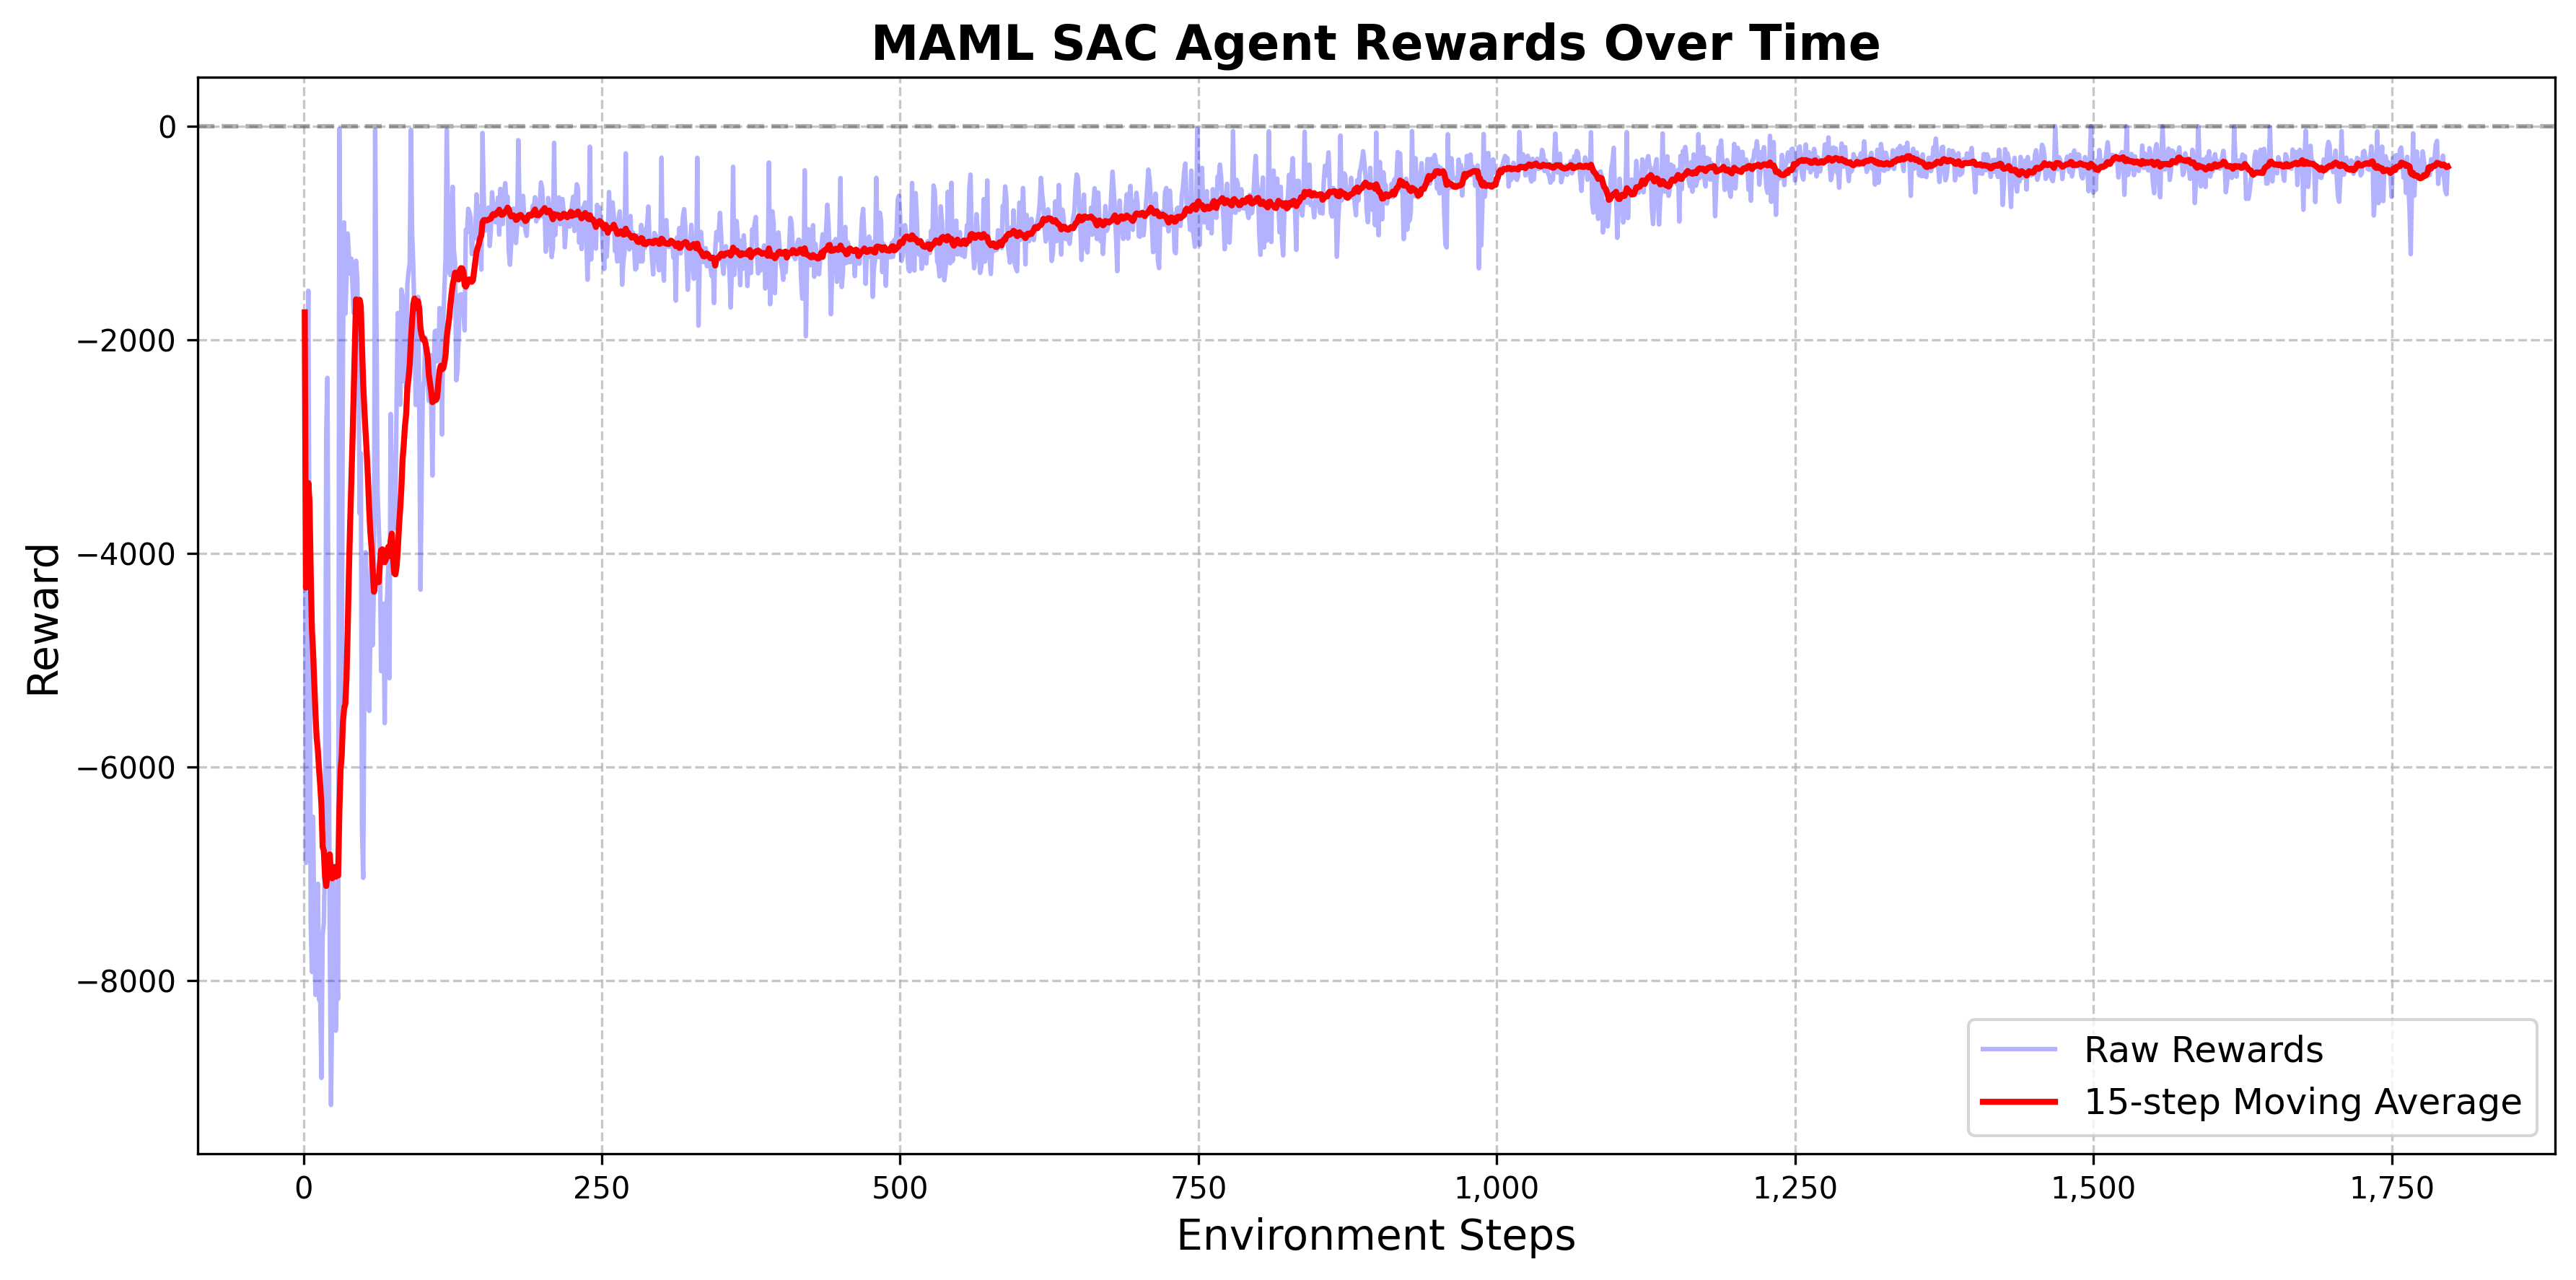 MAML SAC Agent Rewards Over Time
Reward
0
−2000
−4000
−6000
−8000
0
250
500
750
1,000
1,250
1,500
1,750
Environment Steps
Raw Rewards
15-step Moving Average